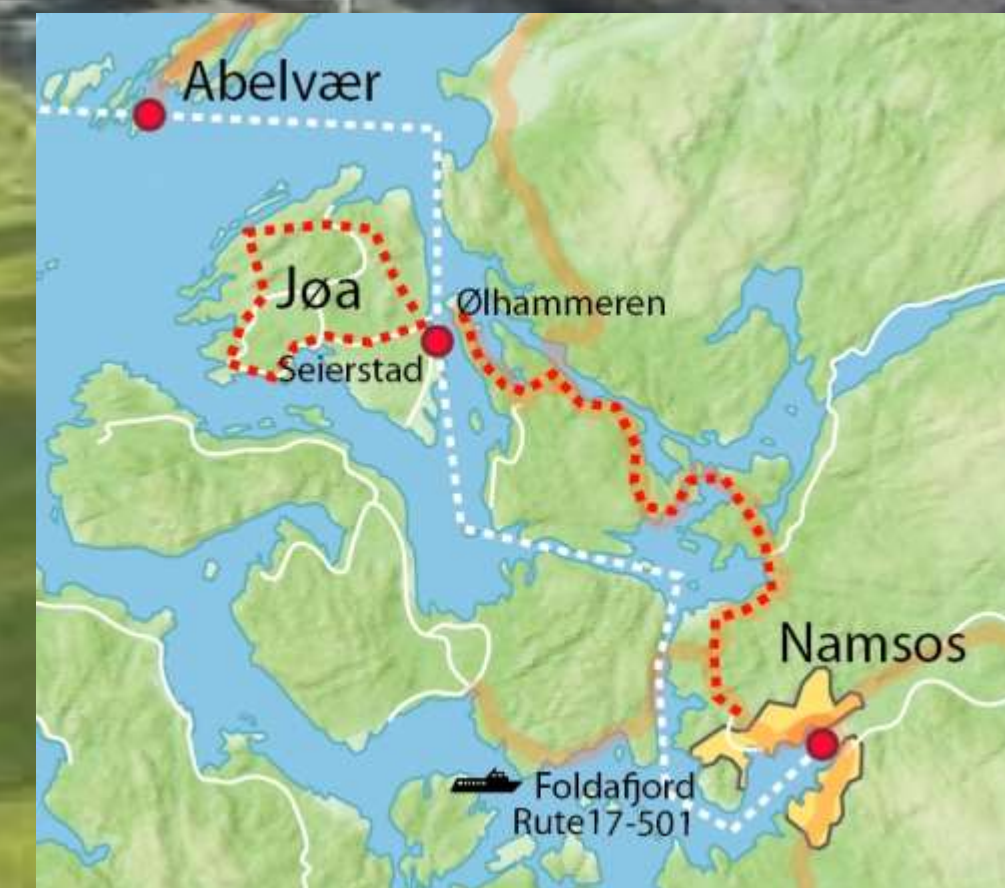 Abelvær
Jøa
Ølhammeren
Seierstad
Namsos
Foldafjord
Rute17-501